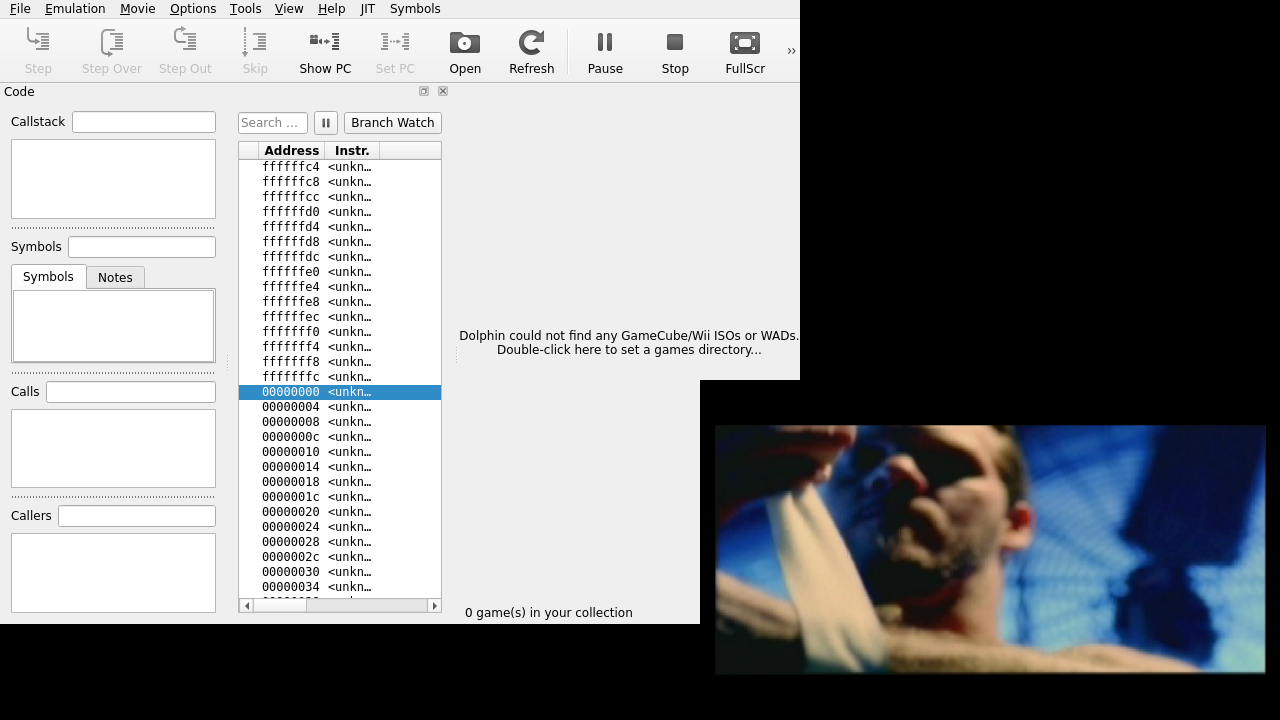 File Emulation Movie Options Tools View Help JIT Symbols
Step Step Over Step Out Skip Show PC Set PC Open Refresh Pause Stop FullScr »
Code
Callstack
Search ... Branch Watch
Address Instr.
ffffffc4 <unkn…
ffffffc8 <unkn…
ffffffcc <unkn…
ffffffd0 <unkn…
ffffffd4 <unkn…
ffffffd8 <unkn…
ffffffdc <unkn…
ffffffe0 <unkn…
ffffffe4 <unkn…
ffffffe8 <unkn…
ffffffec <unkn…
fffffff0 <unkn…
fffffff4 <unkn…
fffffff8 <unkn…
fffffffc <unkn…
00000000 <unkn…
00000004 <unkn…
00000008 <unkn…
0000000c <unkn…
00000010 <unkn…
00000014 <unkn…
00000018 <unkn…
0000001c <unkn…
00000020 <unkn…
00000024 <unkn…
00000028 <unkn…
0000002c <unkn…
00000030 <unkn…
00000034 <unkn…
Symbols
Symbols Notes
Calls
Callers
Dolphin could not find any GameCube/Wii ISOs or WADs.
Double-click here to set a games directory...
0 game(s) in your collection